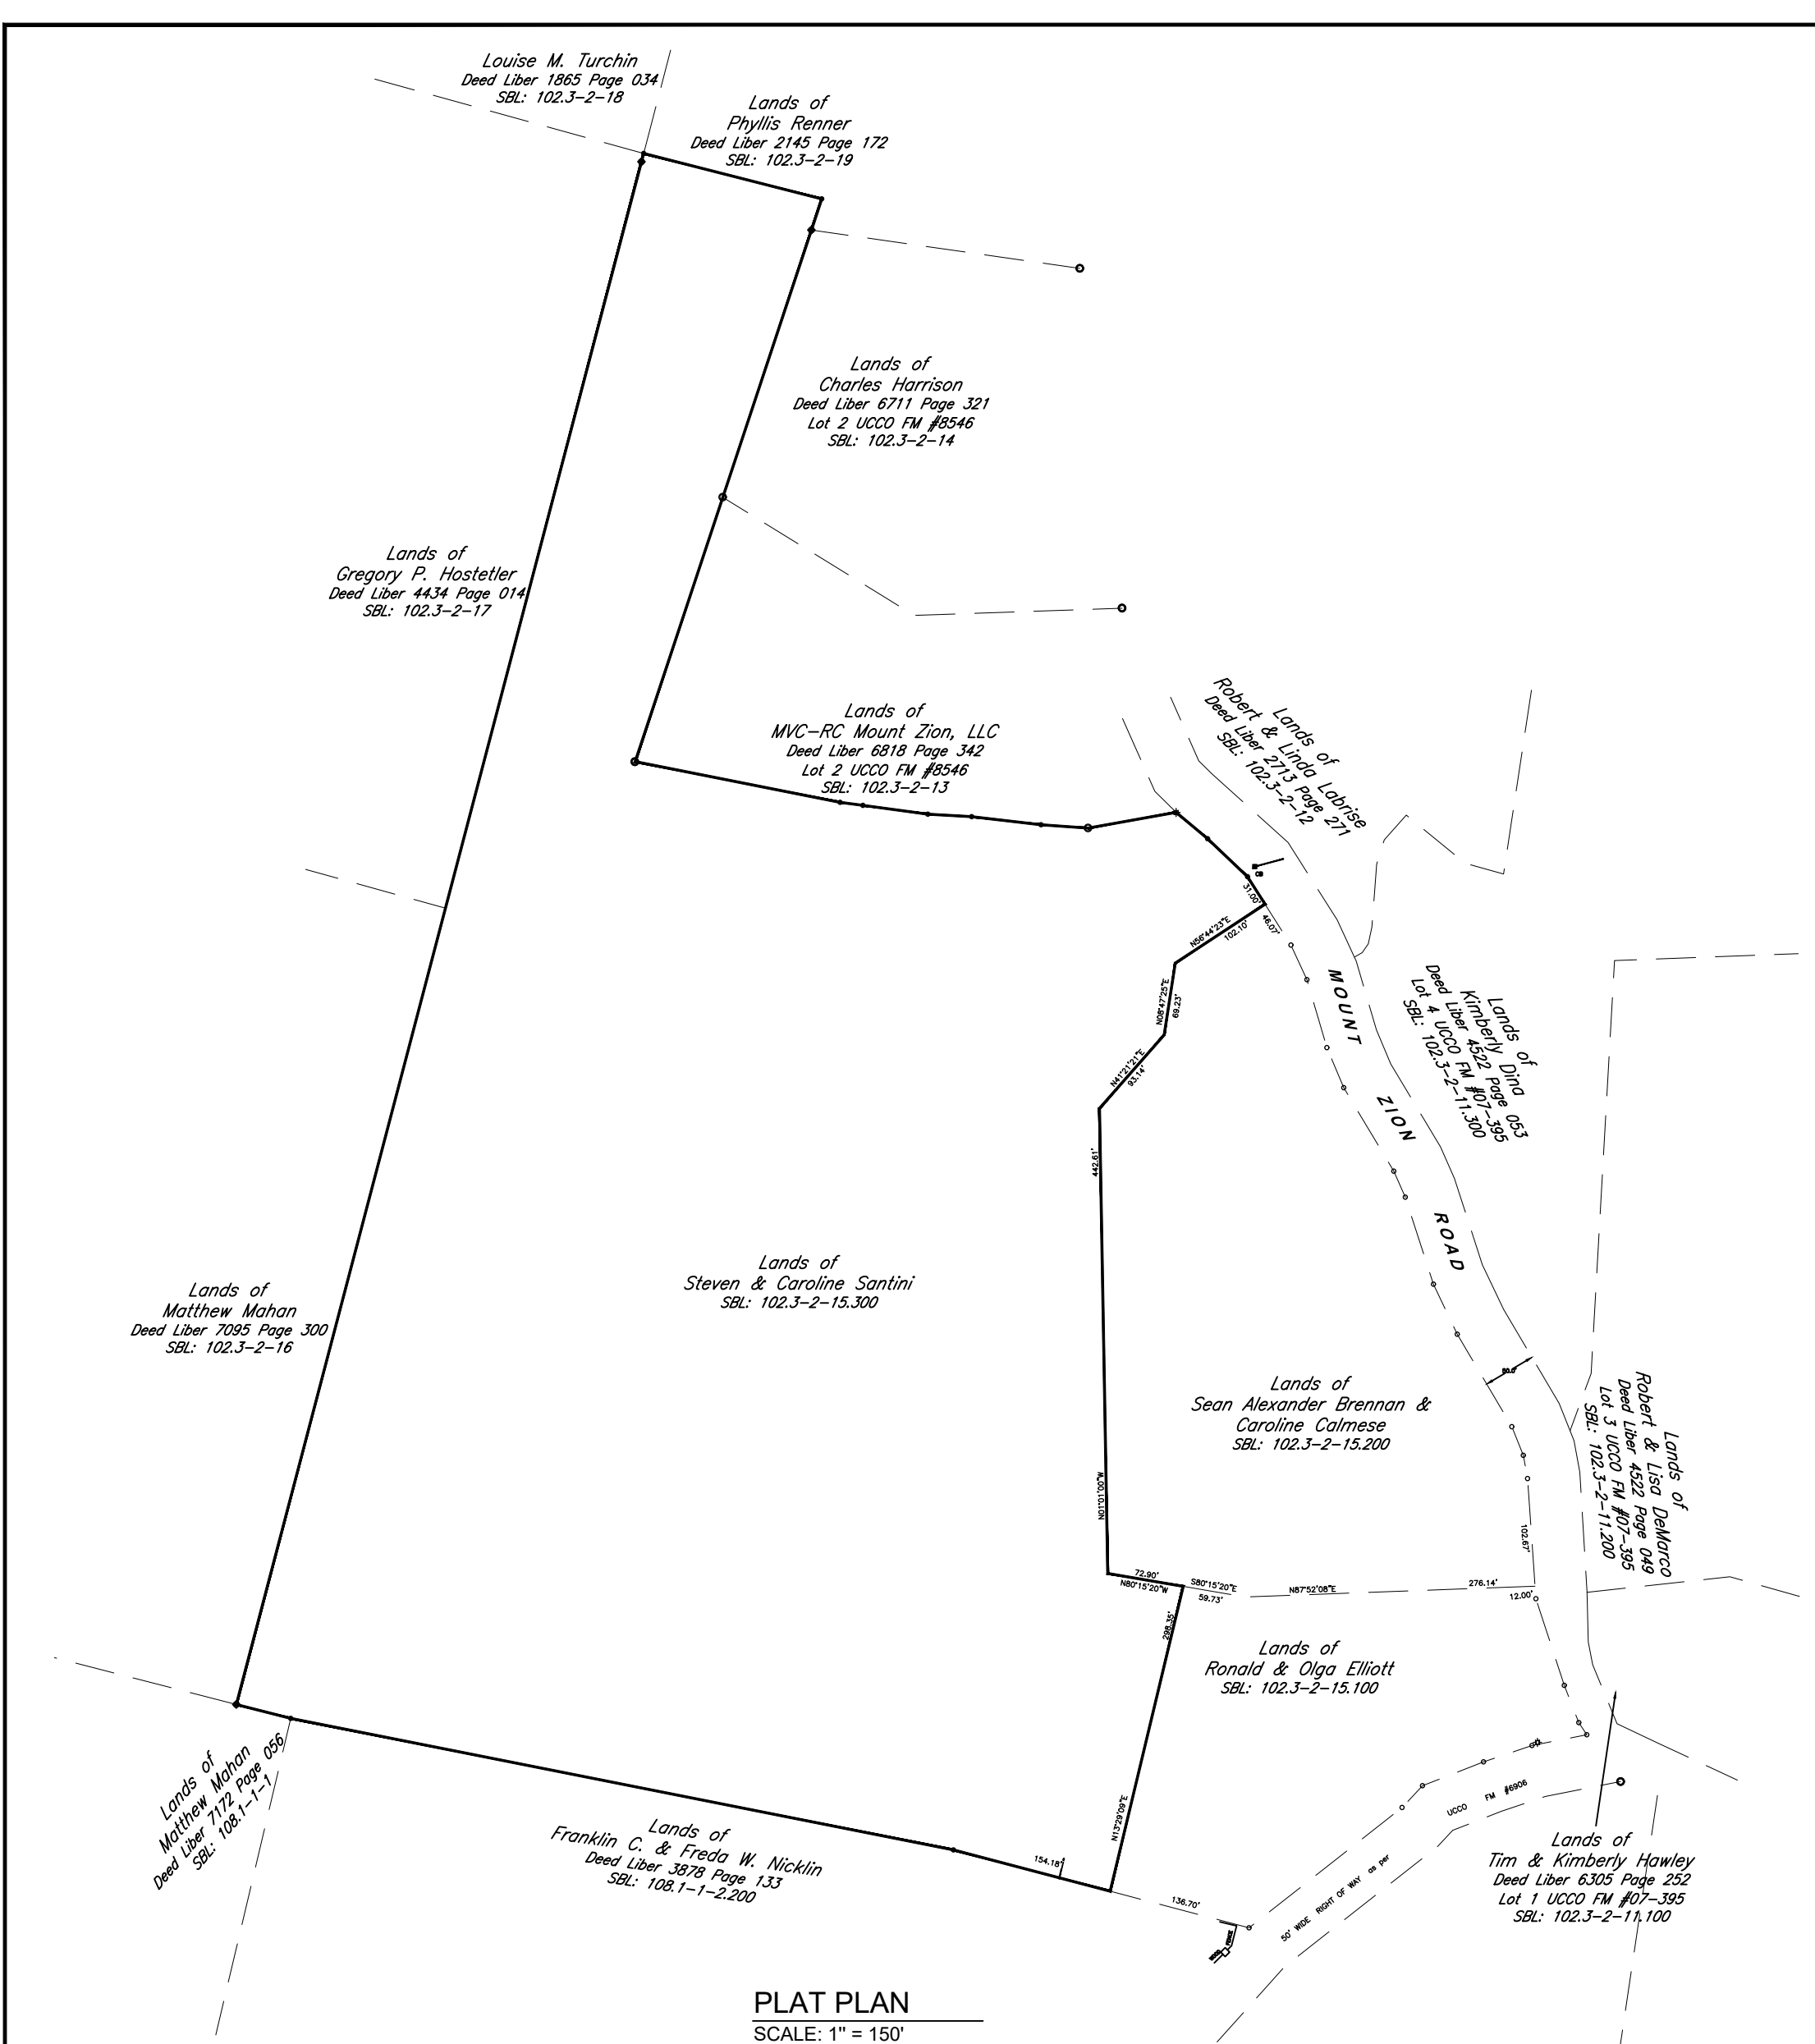 Louise M. Turchin
Deed Liber 1865 Page 034
SBL: 102.3-2-18
Lands of
Phyllis Renner
Deed Liber 2145 Page 172
SBL: 102.3-2-19
Lands of
Charles Harrison
Deed Liber 6711 Page 321
Lot 2 UCCO FM #8546
SBL: 102.3-2-14
Lands of
Gregory P. Hostetler
Deed Liber 4434 Page 014
SBL: 102.3-2-17
Lands of
MVC-RC Mount Zion, LLC
Deed Liber 6818 Page 342
Lot 2 UCCO FM #8546
SBL: 102.3-2-13
Lands of
Robert & Linda Labrise
Deed Liber 2713 Page 271
SBL: 102.3-2-12
31.00'
46.07'
N56°44'23"E
102.10'
N08°47'25"E
69.23'
N41°21'21"E
93.14'
442.61'
N01°01'00"W
MOUNT
ZION
ROAD
Lands of
Kimberly Dina
Deed Liber 4522 Page 053
Lot 4 UCCO FM #07-395
SBL: 102.3-2-11.300
Lands of
Steven & Caroline Santini
SBL: 102.3-2-15.300
Lands of
Matthew Mahan
Deed Liber 7095 Page 300
SBL: 102.3-2-16
Lands of
Sean Alexander Brennan &
Caroline Calmese
SBL: 102.3-2-15.200
Lands of
Robert & Lisa DeMarco
Deed Liber 4522 Page 049
Lot 3 UCCO FM #07-395
SBL: 102.3-2-11.200
102.67'
72.90'
N80°15'20"W
S80°15'20"E
59.73'
N87°52'08"E
276.14'
12.00'
298.35'
N13°29'09"E
Lands of
Ronald & Olga Elliott
SBL: 102.3-2-15.100
Lands of
Matthew Mahan
Deed Liber 7172 Page 056
SBL: 108.1-1-1
Lands of
Franklin C. & Freda W. Nicklin
Deed Liber 3878 Page 133
SBL: 108.1-1-2.200
154.18'
136.70'
WOOD FENCE
50' WIDE RIGHT OF WAY as per
UCCO FM #6906
Lands of
Tim & Kimberly Hawley
Deed Liber 6305 Page 252
Lot 1 UCCO FM #07-395
SBL: 102.3-2-11.100
PLAT PLAN
SCALE: 1" = 150'